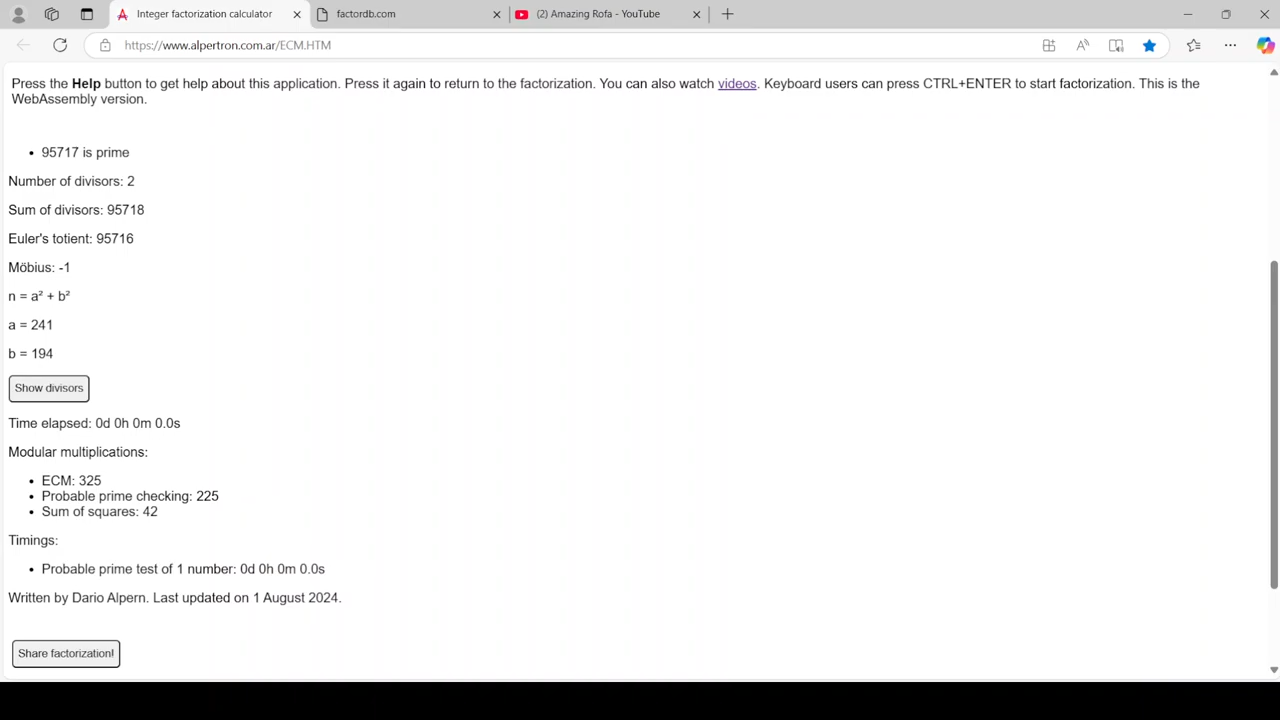 Integer factorization calculator
factordb.com
(2) Amazing Rofa - YouTube
https://www.alpertron.com.ar/ECM.HTM
Press the Help button to get help about this application. Press it again to return to the factorization. You can also watch videos. Keyboard users can press CTRL+ENTER to start factorization. This is the
WebAssembly version.
• 95717 is prime
Number of divisors: 2
Sum of divisors: 95718
Euler's totient: 95716
Möbius: -1
n = a² + b²
a = 241
b = 194
Show divisors
Time elapsed: 0d 0h 0m 0.0s
Modular multiplications:
• ECM: 325
• Probable prime checking: 225
• Sum of squares: 42
Timings:
• Probable prime test of 1 number: 0d 0h 0m 0.0s
Written by Dario Alpern. Last updated on 1 August 2024.
Share factorization!